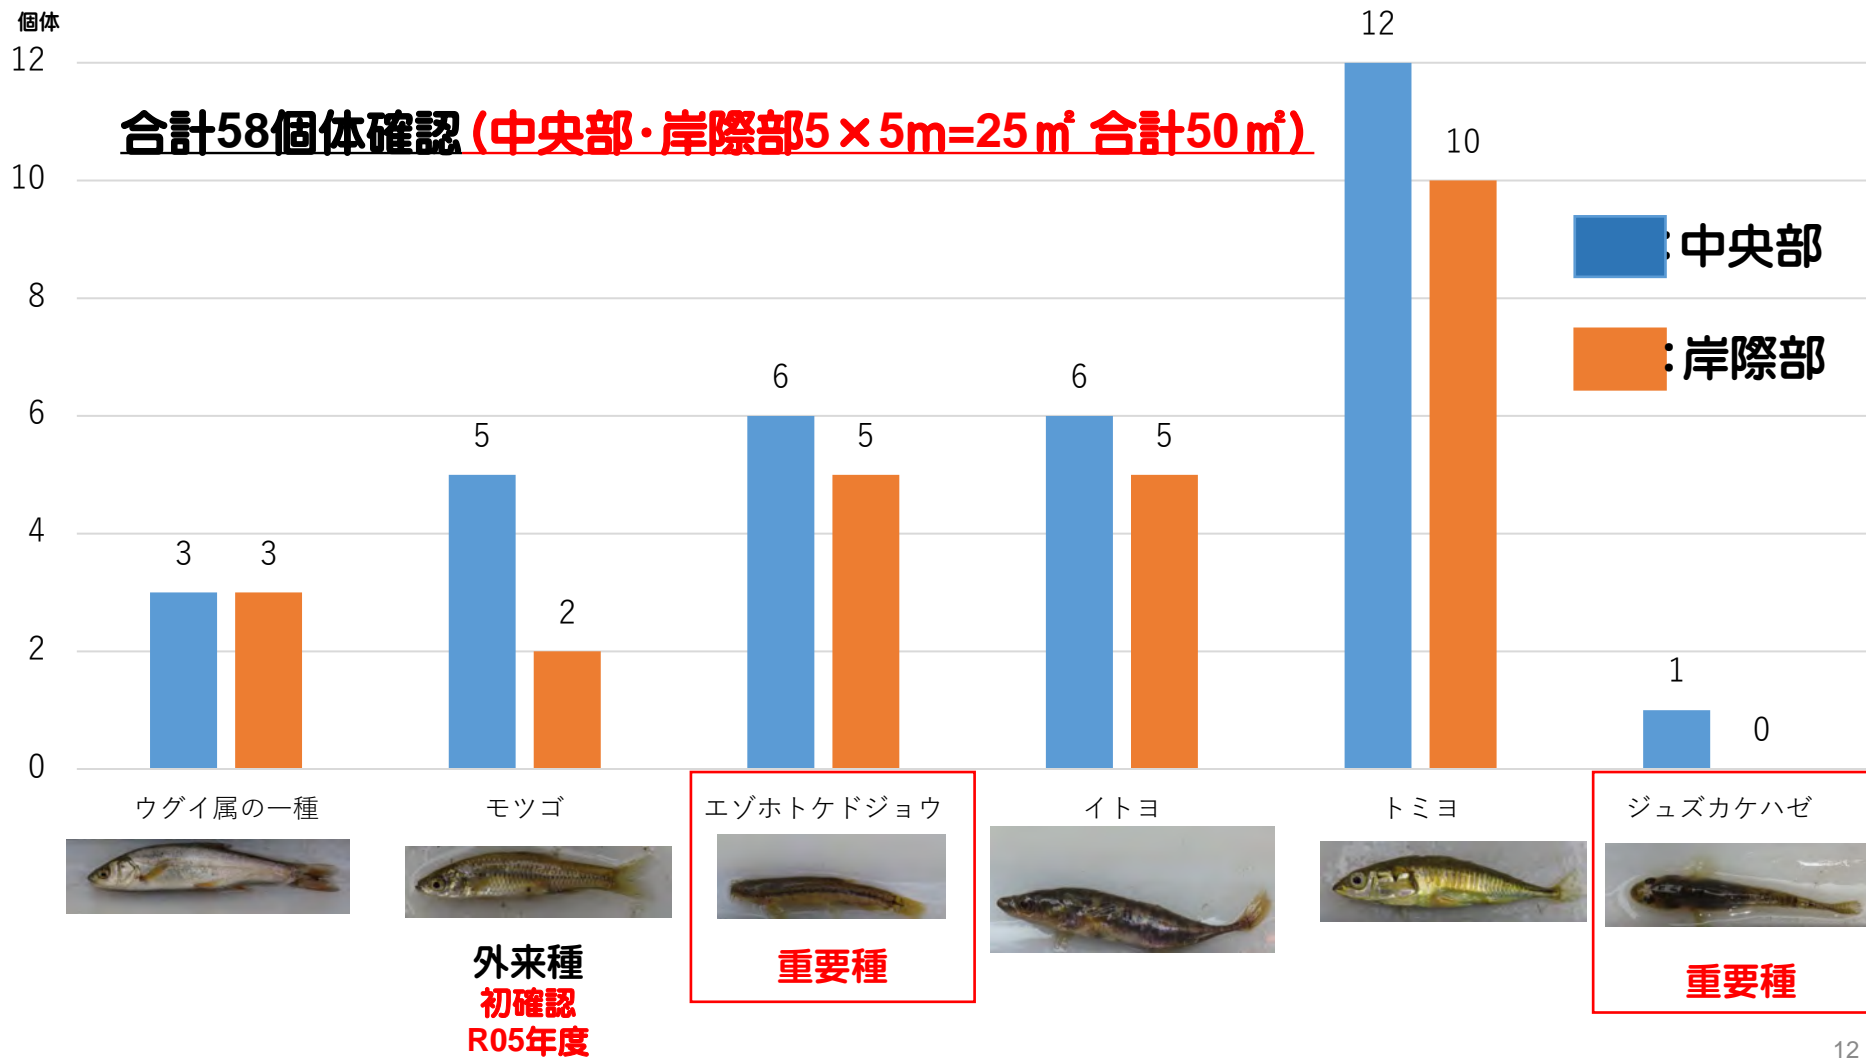 個体
12
10
8
6
4
2
0
合計58個体確認(中央部・岸際部5×5m=25㎡ 合計50㎡)
：中央部
：岸際部
3
3
5
2
6
5
6
5
12
10
1
0
ウグイ属の一種
モツゴ
エゾホトケドジョウ
イトヨ
トミヨ
ジュズカケハゼ
外来種
初確認
R05年度
重要種
重要種
12